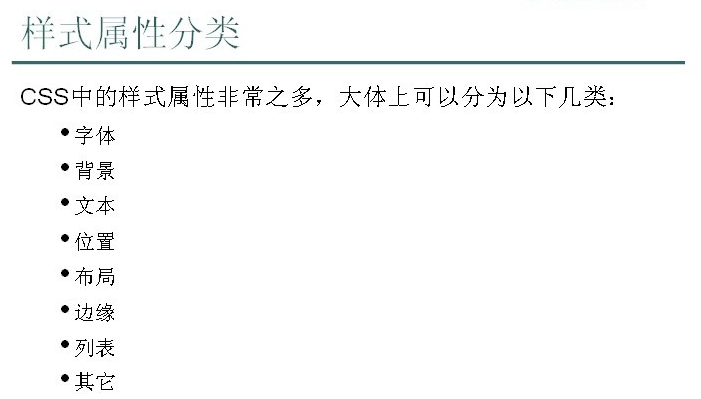 样式属性分类
CSS中的样式属性非常之多，大体上可以分为以下几类：
•字体
•背景
•文本
•位置
•布局
•边缘
•列表
•其它